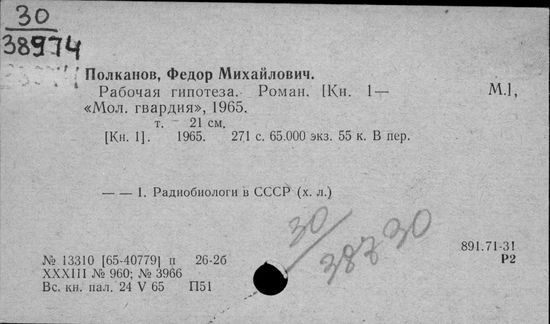 30
38974
Полканов, Федор Михайлович.
Рабочая гипотеза. Роман. [Кн. 1— М.],
«Мол. гвардия», 1965.
т. 21 см.
[Кн. 1]. 1965. 271 с. 65.000 экз. 55 к. В пер.
— — 1. Радиобиологи в СССР (х. л.)
30
38730
891.71-31
Р2
№ 13310 [65-40779] п 26-2б
XXXIII № 960; № 3966
Вс. кн. пал. 24 V 65 П51